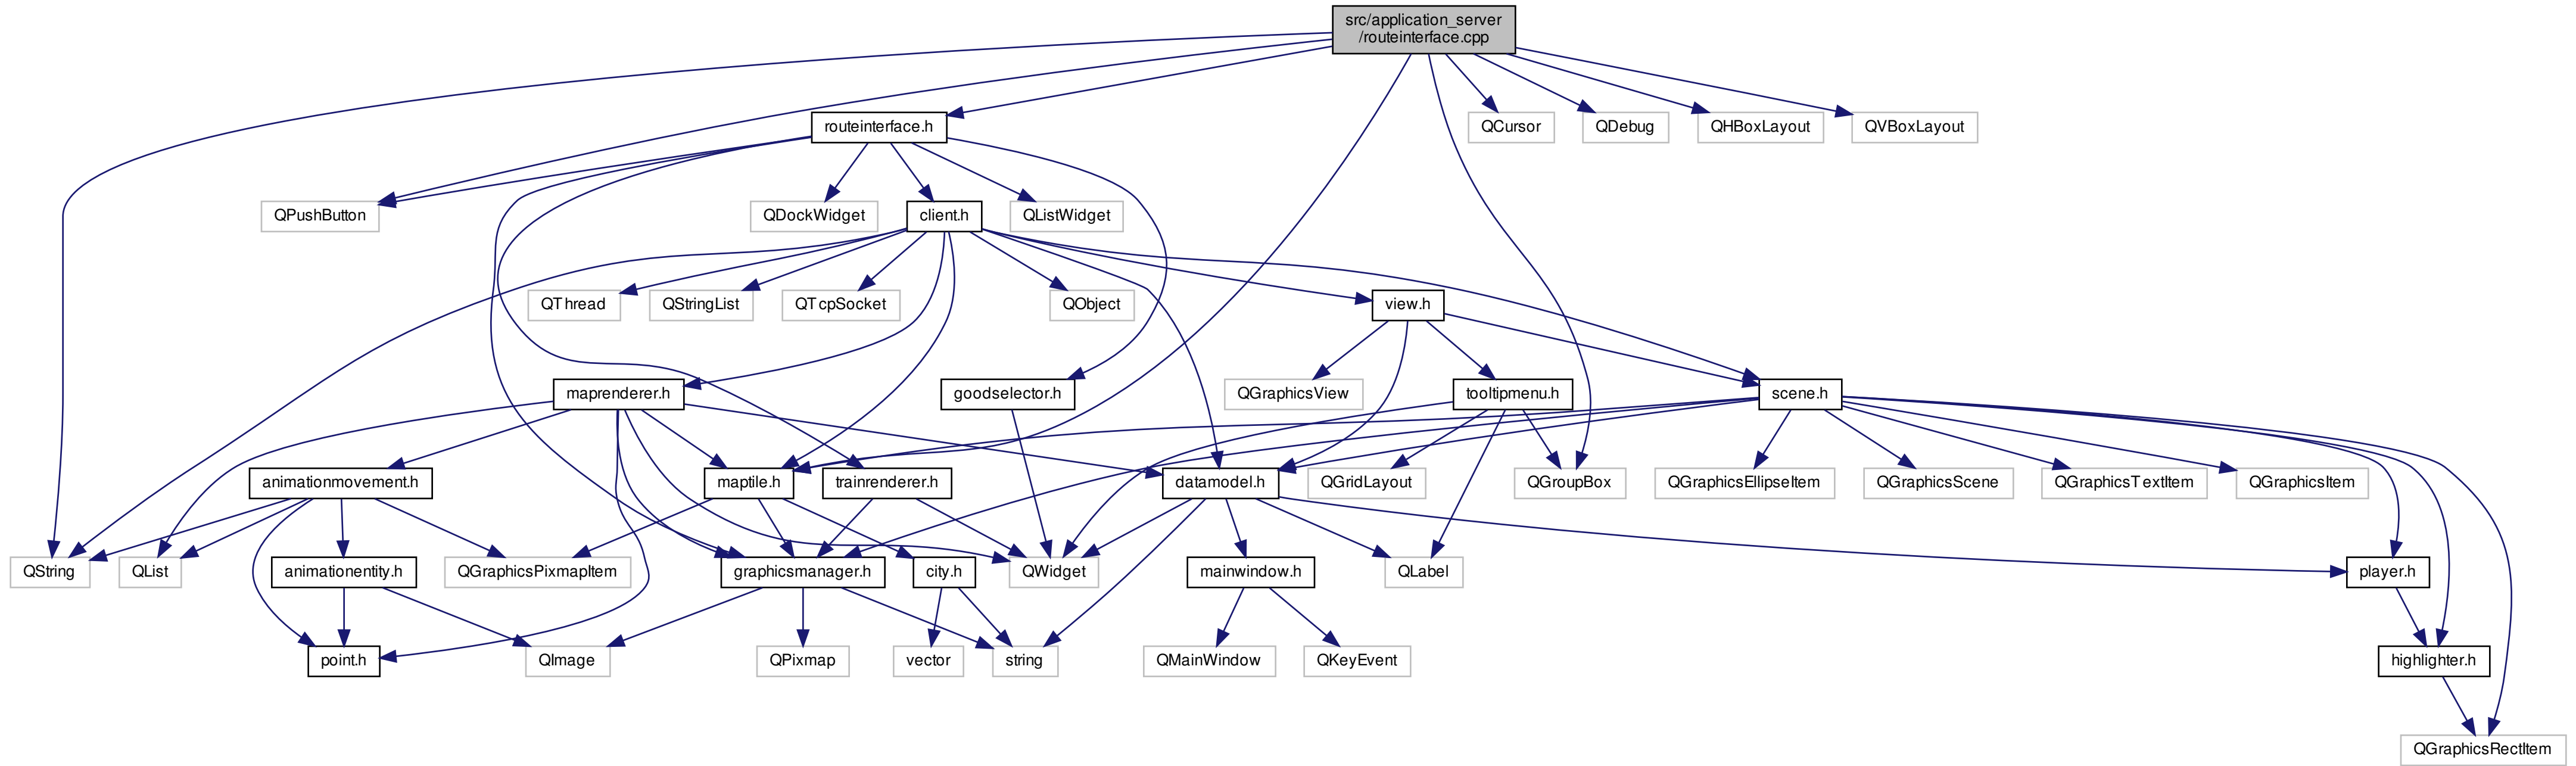 src/application_server
/routeinterface.cpp
routeinterface.h
QCursor
QDebug
QHBoxLayout
QVBoxLayout
QPushButton
QDockWidget
client.h
QListWidget
QThread
QStringList
QTcpSocket
QObject
view.h
maprenderer.h
goodselector.h
QGraphicsView
tooltipmenu.h
scene.h
animationmovement.h
maptile.h
trainrenderer.h
datamodel.h
QGridLayout
QGroupBox
QGraphicsEllipseItem
QGraphicsScene
QGraphicsTextItem
QGraphicsItem
QString
QList
animationentity.h
QGraphicsPixmapItem
graphicsmanager.h
city.h
QWidget
mainwindow.h
QLabel
player.h
point.h
QImage
QPixmap
vector
string
QMainWindow
QKeyEvent
highlighter.h
QGraphicsRectItem